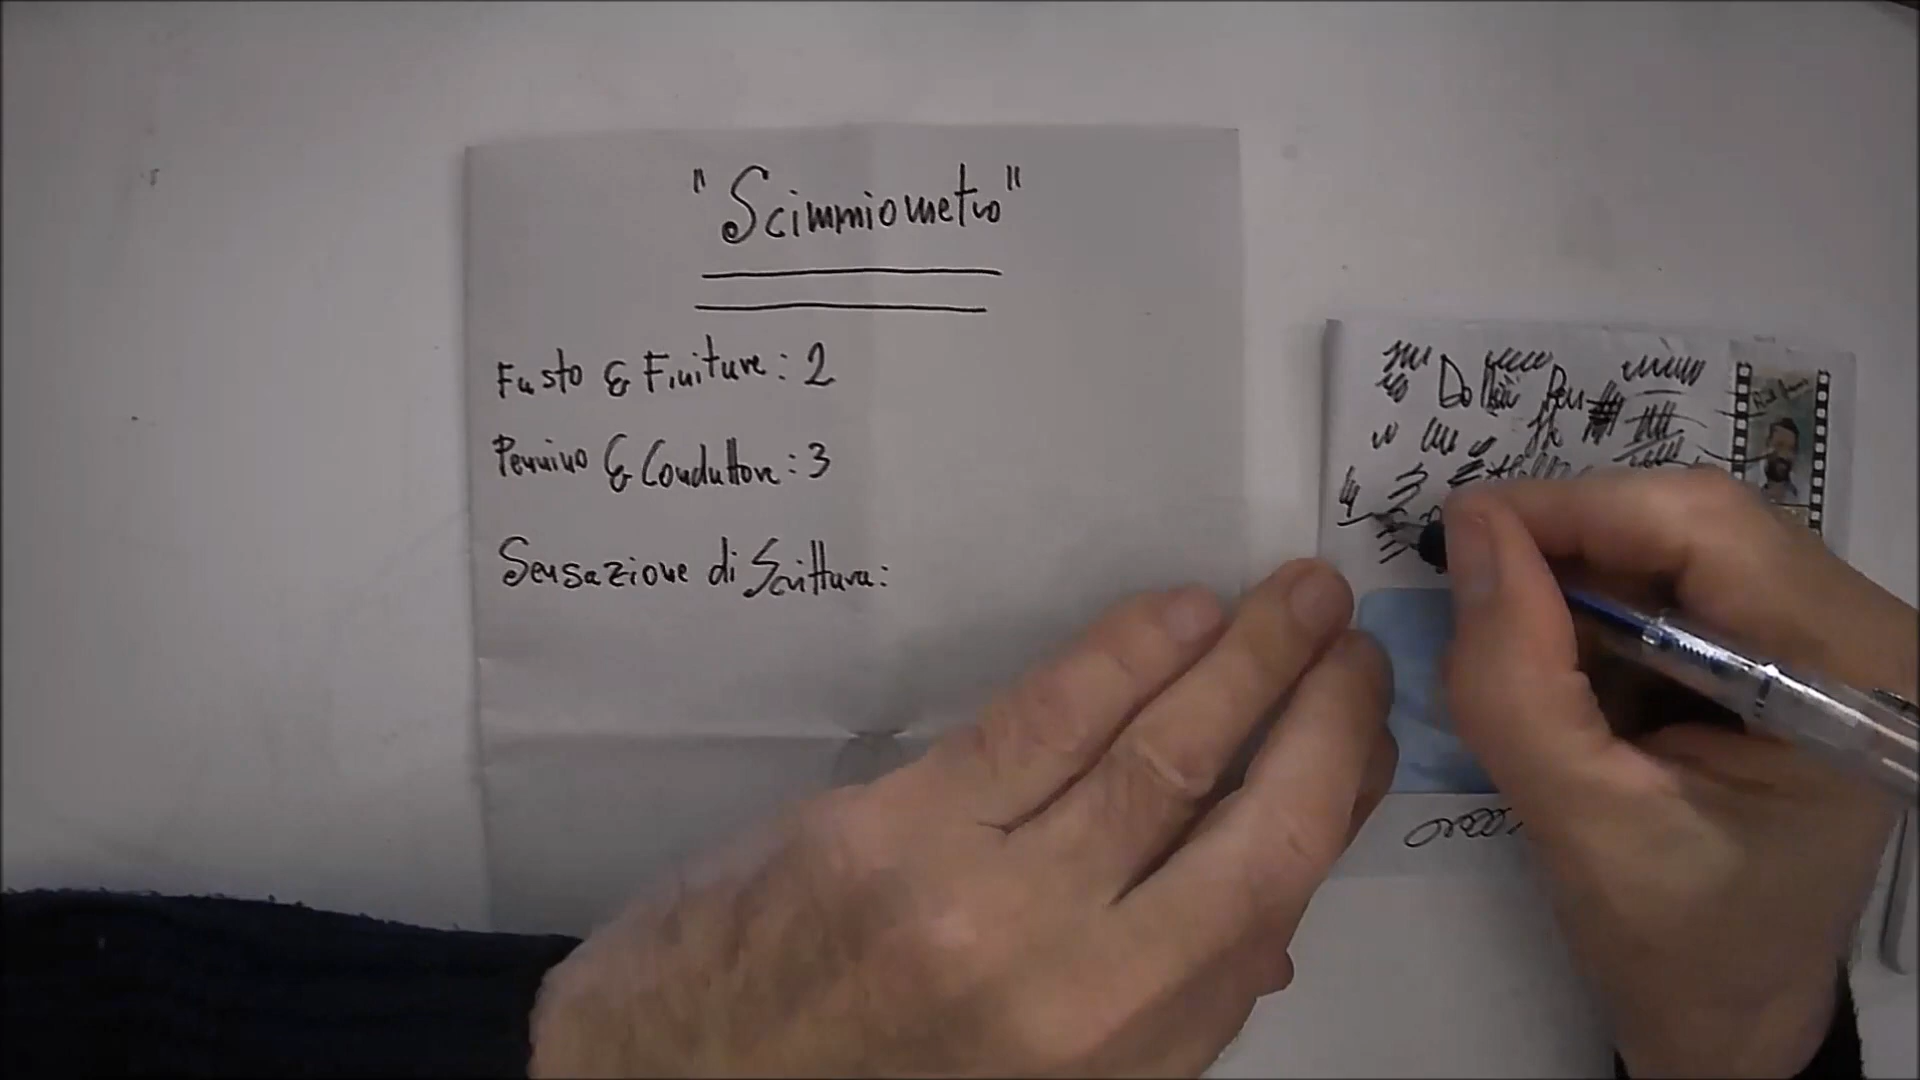 "Scimmiometro"
Fusto & Finiture: 2
Pennino & Conduttore: 3
Sensazione di Scrittura: